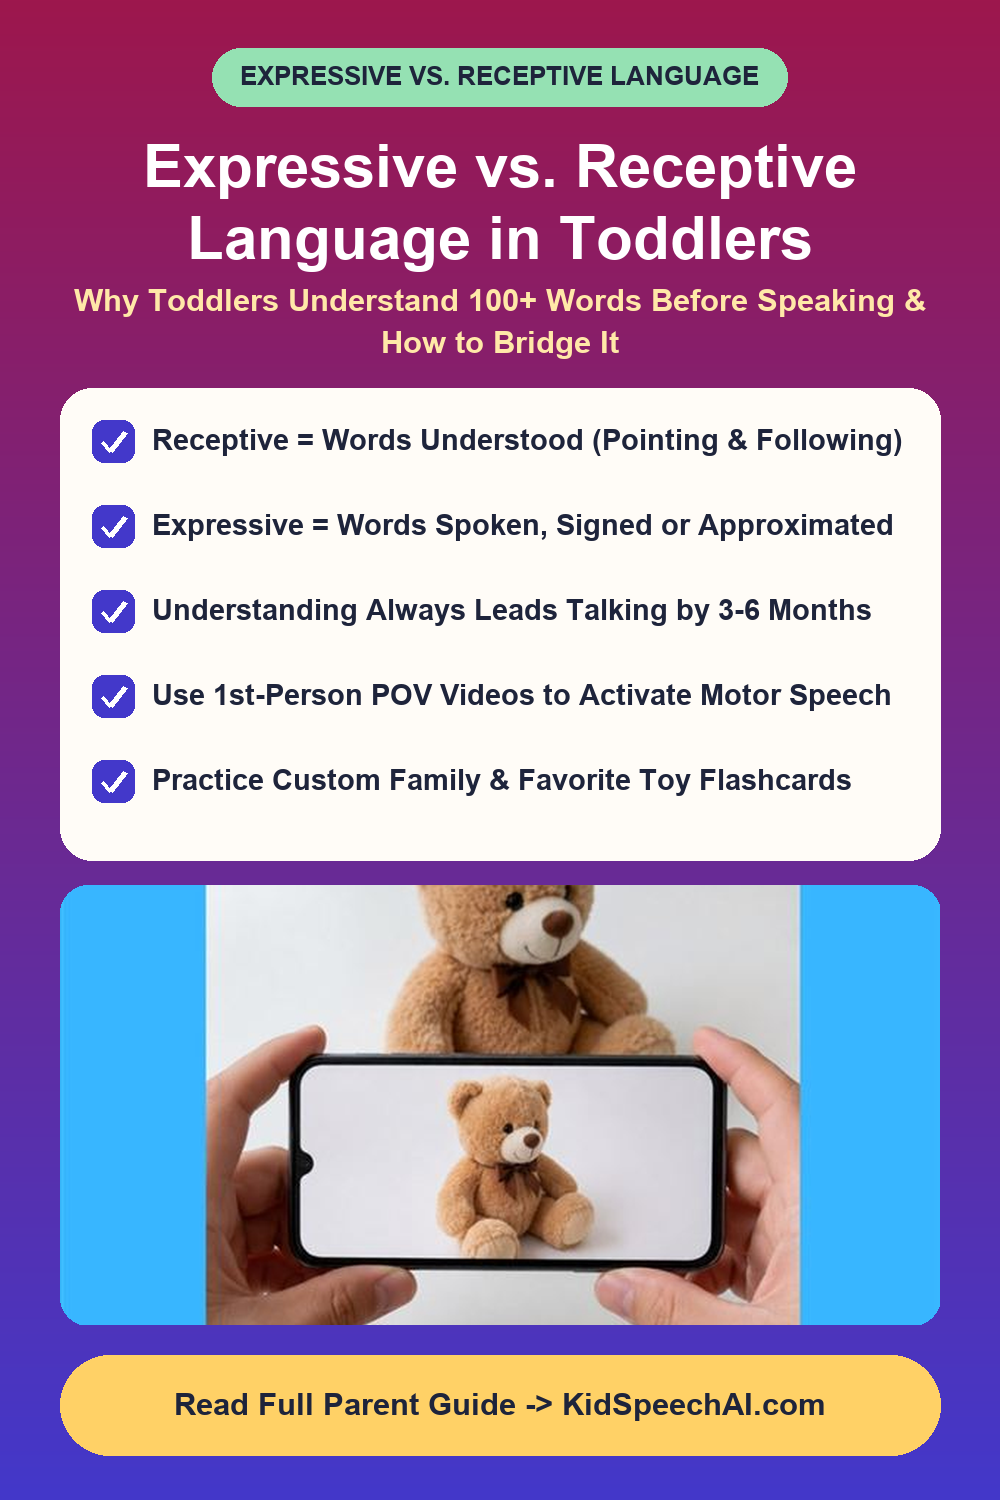 EXPRESSIVE VS. RECEPTIVE LANGUAGE
Expressive vs. Receptive
Language in Toddlers
Why Toddlers Understand 100+ Words Before Speaking &
How to Bridge It
Receptive = Words Understood (Pointing & Following)
Expressive = Words Spoken, Signed or Approximated
Understanding Always Leads Talking by 3-6 Months
Use 1st-Person POV Videos to Activate Motor Speech
Practice Custom Family & Favorite Toy Flashcards
Read Full Parent Guide -> KidSpeechAI.com